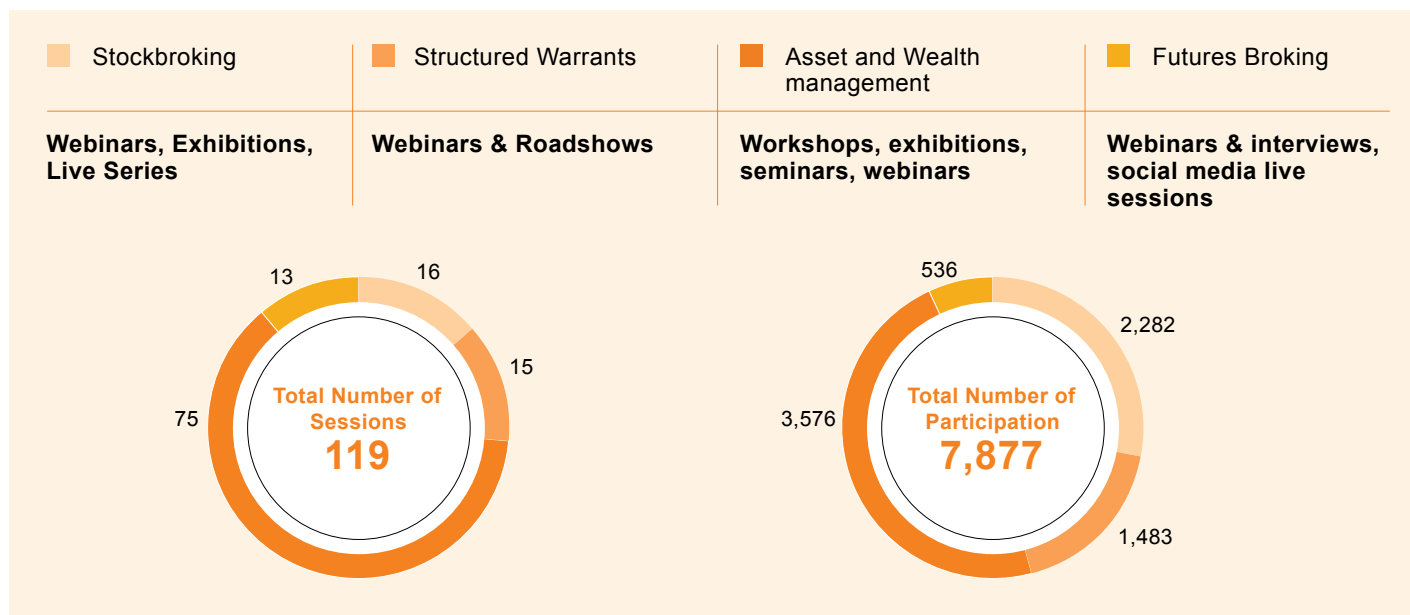 Stockbroking
Structured Warrants
Asset and Wealth
management
Futures Broking
Webinars, Exhibitions,
Live Series
Webinars & Roadshows
Workshops, exhibitions,
seminars, webinars
Webinars & interviews,
social media live
sessions
13
16
15
75
Total Number of
Sessions
119
536
2,282
3,576
1,483
Total Number of
Participation
7,877